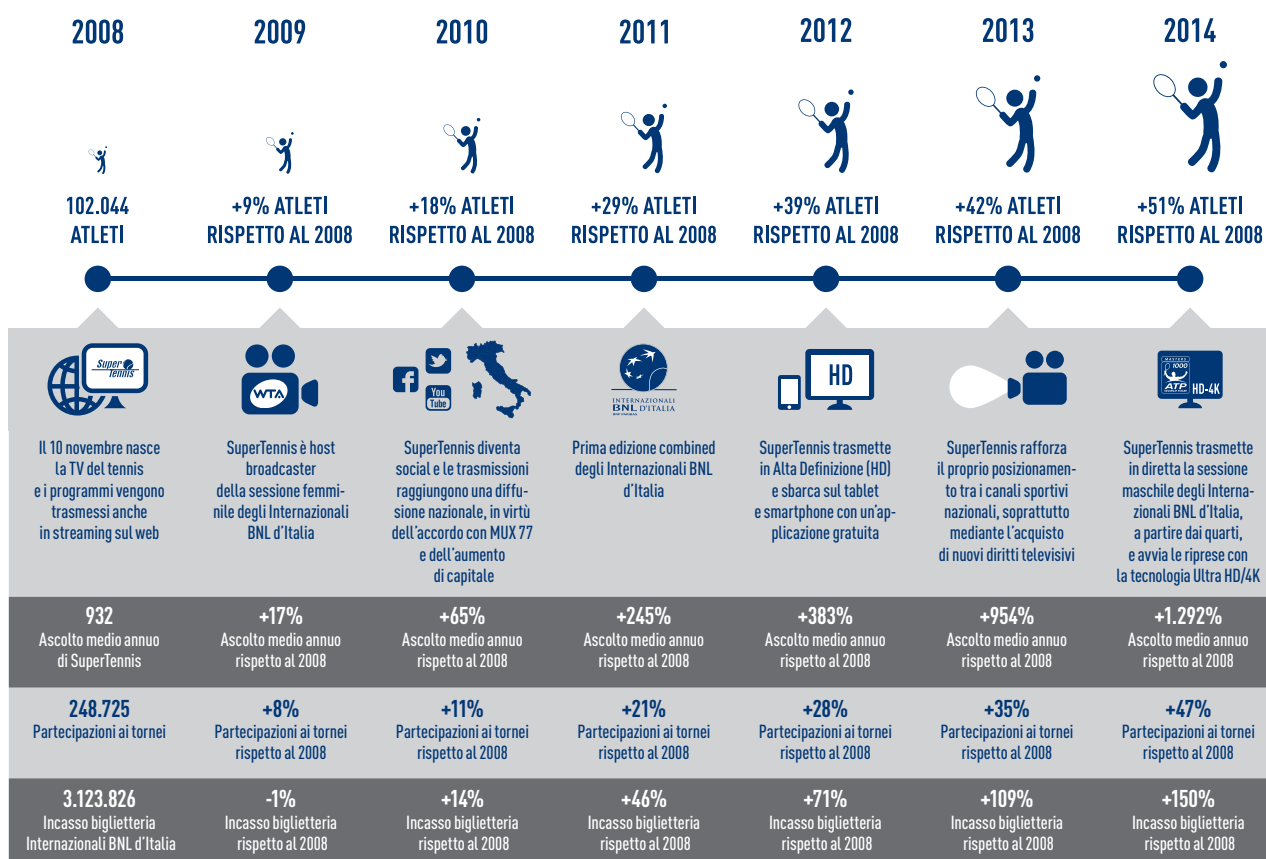 2008
2009
2010
2011
2012
2013
2014
102.044
ATLETI
+9% ATLETI
RISPETTO AL 2008
+18% ATLETI
RISPETTO AL 2008
+29% ATLETI
RISPETTO AL 2008
+39% ATLETI
RISPETTO AL 2008
+42% ATLETI
RISPETTO AL 2008
+51% ATLETI
RISPETTO AL 2008
Super
Tennis
WTA
f
You
Tube
INTERNAZIONALI
BNL D'ITALIA
BNP PARIBAS
HD
MASTERS
1000
ATP
HD-4K
Il 10 novembre nasce
la TV del tennis
e i programmi vengono
trasmessi anche
in streaming sul web
SuperTennis è host
broadcaster
della sessione femmi-
nile degli Internazionali
BNL d'Italia
SuperTennis diventa
social e le trasmissioni
raggiungono una diffu-
sione nazionale, in virtù
dell'accordo con MUX 77
e dell'aumento
di capitale
Prima edizione combined
degli Internazionali BNL
d'Italia
SuperTennis trasmette
in Alta Definizione (HD)
e sbarca sul tablet
e smartphone con un'ap-
plicazione gratuita
SuperTennis rafforza
il proprio posizionamen-
to tra i canali sportivi
nazionali, soprattutto
mediante l'acquisto
di nuovi diritti televisivi
SuperTennis trasmette
in diretta la sessione
maschile degli Interna-
zionali BNL d'Italia,
a partire dai quarti,
e avvia le riprese con
la tecnologia Ultra HD/4K
932
Ascolto medio annuo
di SuperTennis
+17%
Ascolto medio annuo
rispetto al 2008
+65%
Ascolto medio annuo
rispetto al 2008
+245%
Ascolto medio annuo
rispetto al 2008
+383%
Ascolto medio annuo
rispetto al 2008
+954%
Ascolto medio annuo
rispetto al 2008
+1.292%
Ascolto medio annuo
rispetto al 2008
248.725
Partecipazioni ai tornei
+8%
Partecipazioni ai tornei
rispetto al 2008
+11%
Partecipazioni ai tornei
rispetto al 2008
+21%
Partecipazioni ai tornei
rispetto al 2008
+28%
Partecipazioni ai tornei
rispetto al 2008
+35%
Partecipazioni ai tornei
rispetto al 2008
+47%
Partecipazioni ai tornei
rispetto al 2008
3.123.826
Incasso biglietteria
Internazionali BNL d'Italia
-1%
Incasso biglietteria
rispetto al 2008
+14%
Incasso biglietteria
rispetto al 2008
+46%
Incasso biglietteria
rispetto al 2008
+71%
Incasso biglietteria
rispetto al 2008
+109%
Incasso biglietteria
rispetto al 2008
+150%
Incasso biglietteria
rispetto al 2008